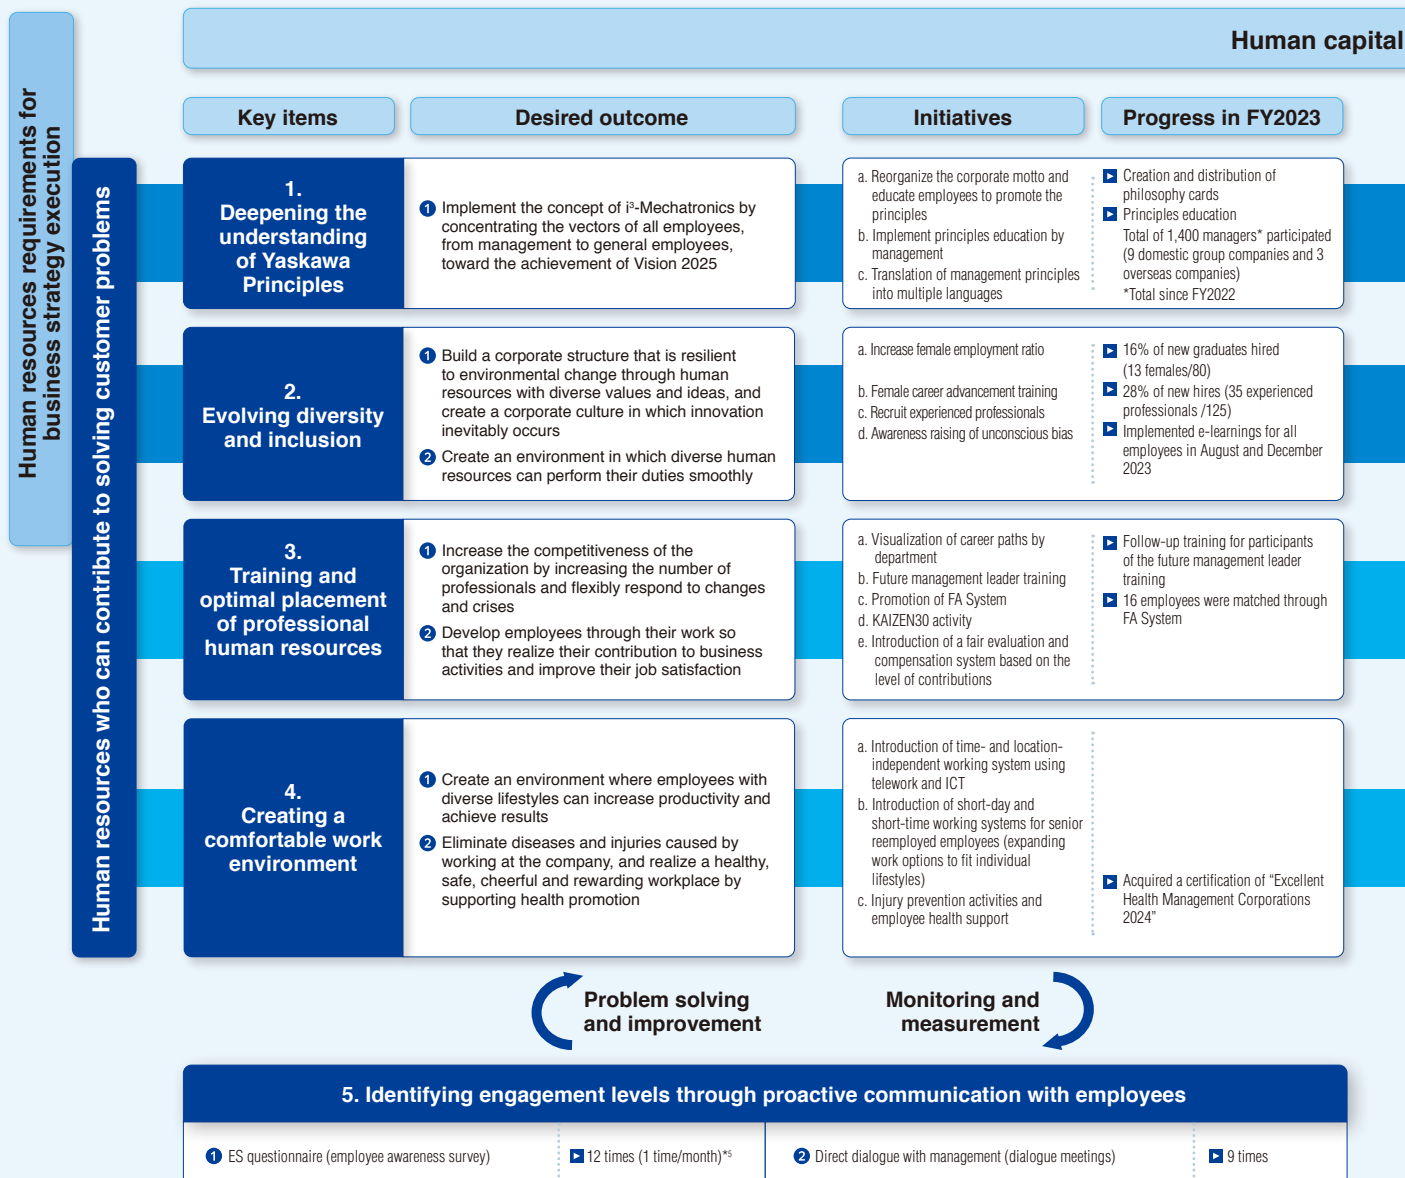 Human capital
Human resources requirements for
business strategy execution
Human resources who can contribute to solving customer problems
Key items
Desired outcome
Initiatives
Progress in FY2023
1.
Deepening the
understanding
of Yaskawa
Principles
❶ Implement the concept of i³-Mechatronics by
concentrating the vectors of all employees,
from management to general employees,
toward the achievement of Vision 2025
a. Reorganize the corporate motto and
educate employees to promote the
principles
b. Implement principles education by
management
c. Translation of management principles
into multiple languages
Creation and distribution of
philosophy cards
Principles education
Total of 1,400 managers* participated
(9 domestic group companies and 3
overseas companies)
*Total since FY2022
2.
Evolving diversity
and inclusion
❶ Build a corporate structure that is resilient
to environmental change through human
resources with diverse values and ideas, and
create a corporate culture in which innovation
inevitably occurs
❷ Create an environment in which diverse human
resources can perform their duties smoothly
a. Increase female employment ratio
b. Female career advancement training
c. Recruit experienced professionals
d. Awareness raising of unconscious bias
16% of new graduates hired
(13 females/80)
28% of new hires (35 experienced
professionals /125)
Implemented e-learnings for all
employees in August and December
2023
3.
Training and
optimal placement
of professional
human resources
❶ Increase the competitiveness of the
organization by increasing the number of
professionals and flexibly respond to changes
and crises
❷ Develop employees through their work so
that they realize their contribution to business
activities and improve their job satisfaction
a. Visualization of career paths by
department
b. Future management leader training
c. Promotion of FA System
d. KAIZEN30 activity
e. Introduction of a fair evaluation and
compensation system based on the
level of contributions
Follow-up training for participants
of the future management leader
training
16 employees were matched through
FA System
4.
Creating a
comfortable work
environment
❶ Create an environment where employees with
diverse lifestyles can increase productivity and
achieve results
❷ Eliminate diseases and injuries caused by
working at the company, and realize a healthy,
safe, cheerful and rewarding workplace by
supporting health promotion
a. Introduction of time- and location-
independent working system using
telework and ICT
b. Introduction of short-day and
short-time working systems for senior
reemployed employees (expanding
work options to fit individual
lifestyles)
c. Injury prevention activities and
employee health support
Acquired a certification of “Excellent
Health Management Corporations
2024”
Problem solving
and improvement
Monitoring and
measurement
5. Identifying engagement levels through proactive communication with employees
❶ ES questionnaire (employee awareness survey)
12 times (1 time/month)*⁵
❷ Direct dialogue with management (dialogue meetings)
9 times